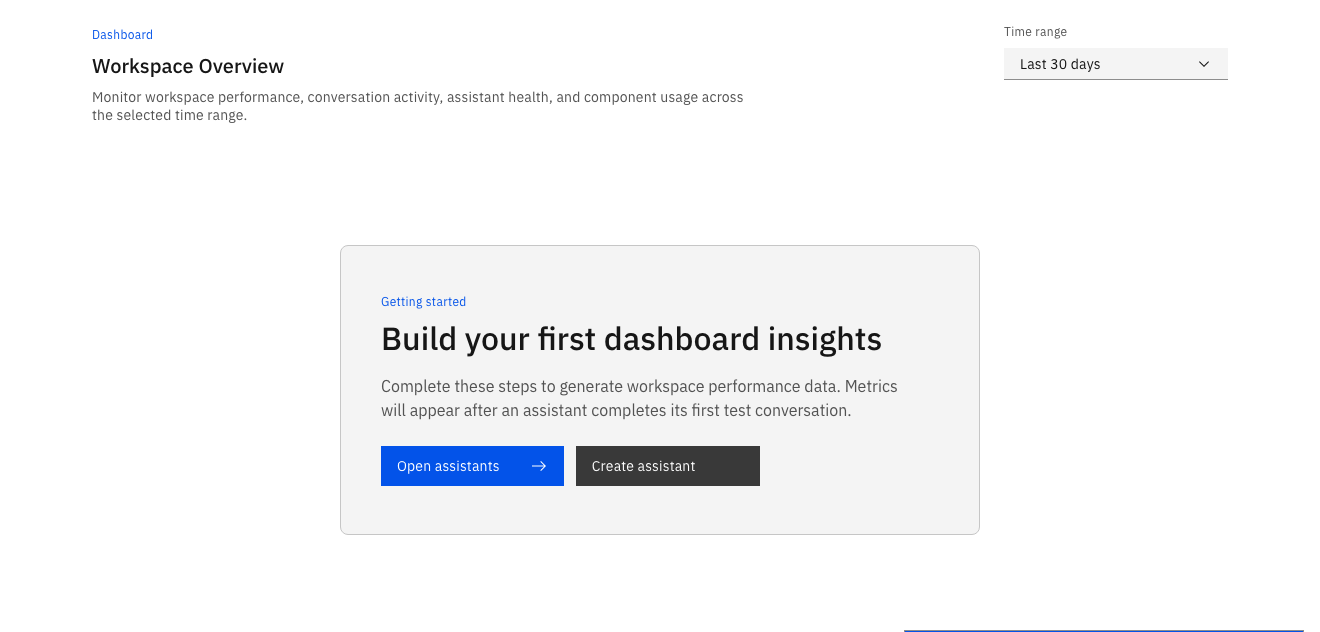 Dashboard
Time range
Workspace Overview
Last 30 days
Monitor workspace performance, conversation activity, assistant health, and component usage across
the selected time range.
Getting started
Build your first dashboard insights
Complete these steps to generate workspace performance data. Metrics
will appear after an assistant completes its first test conversation.
Open assistants
Create assistant